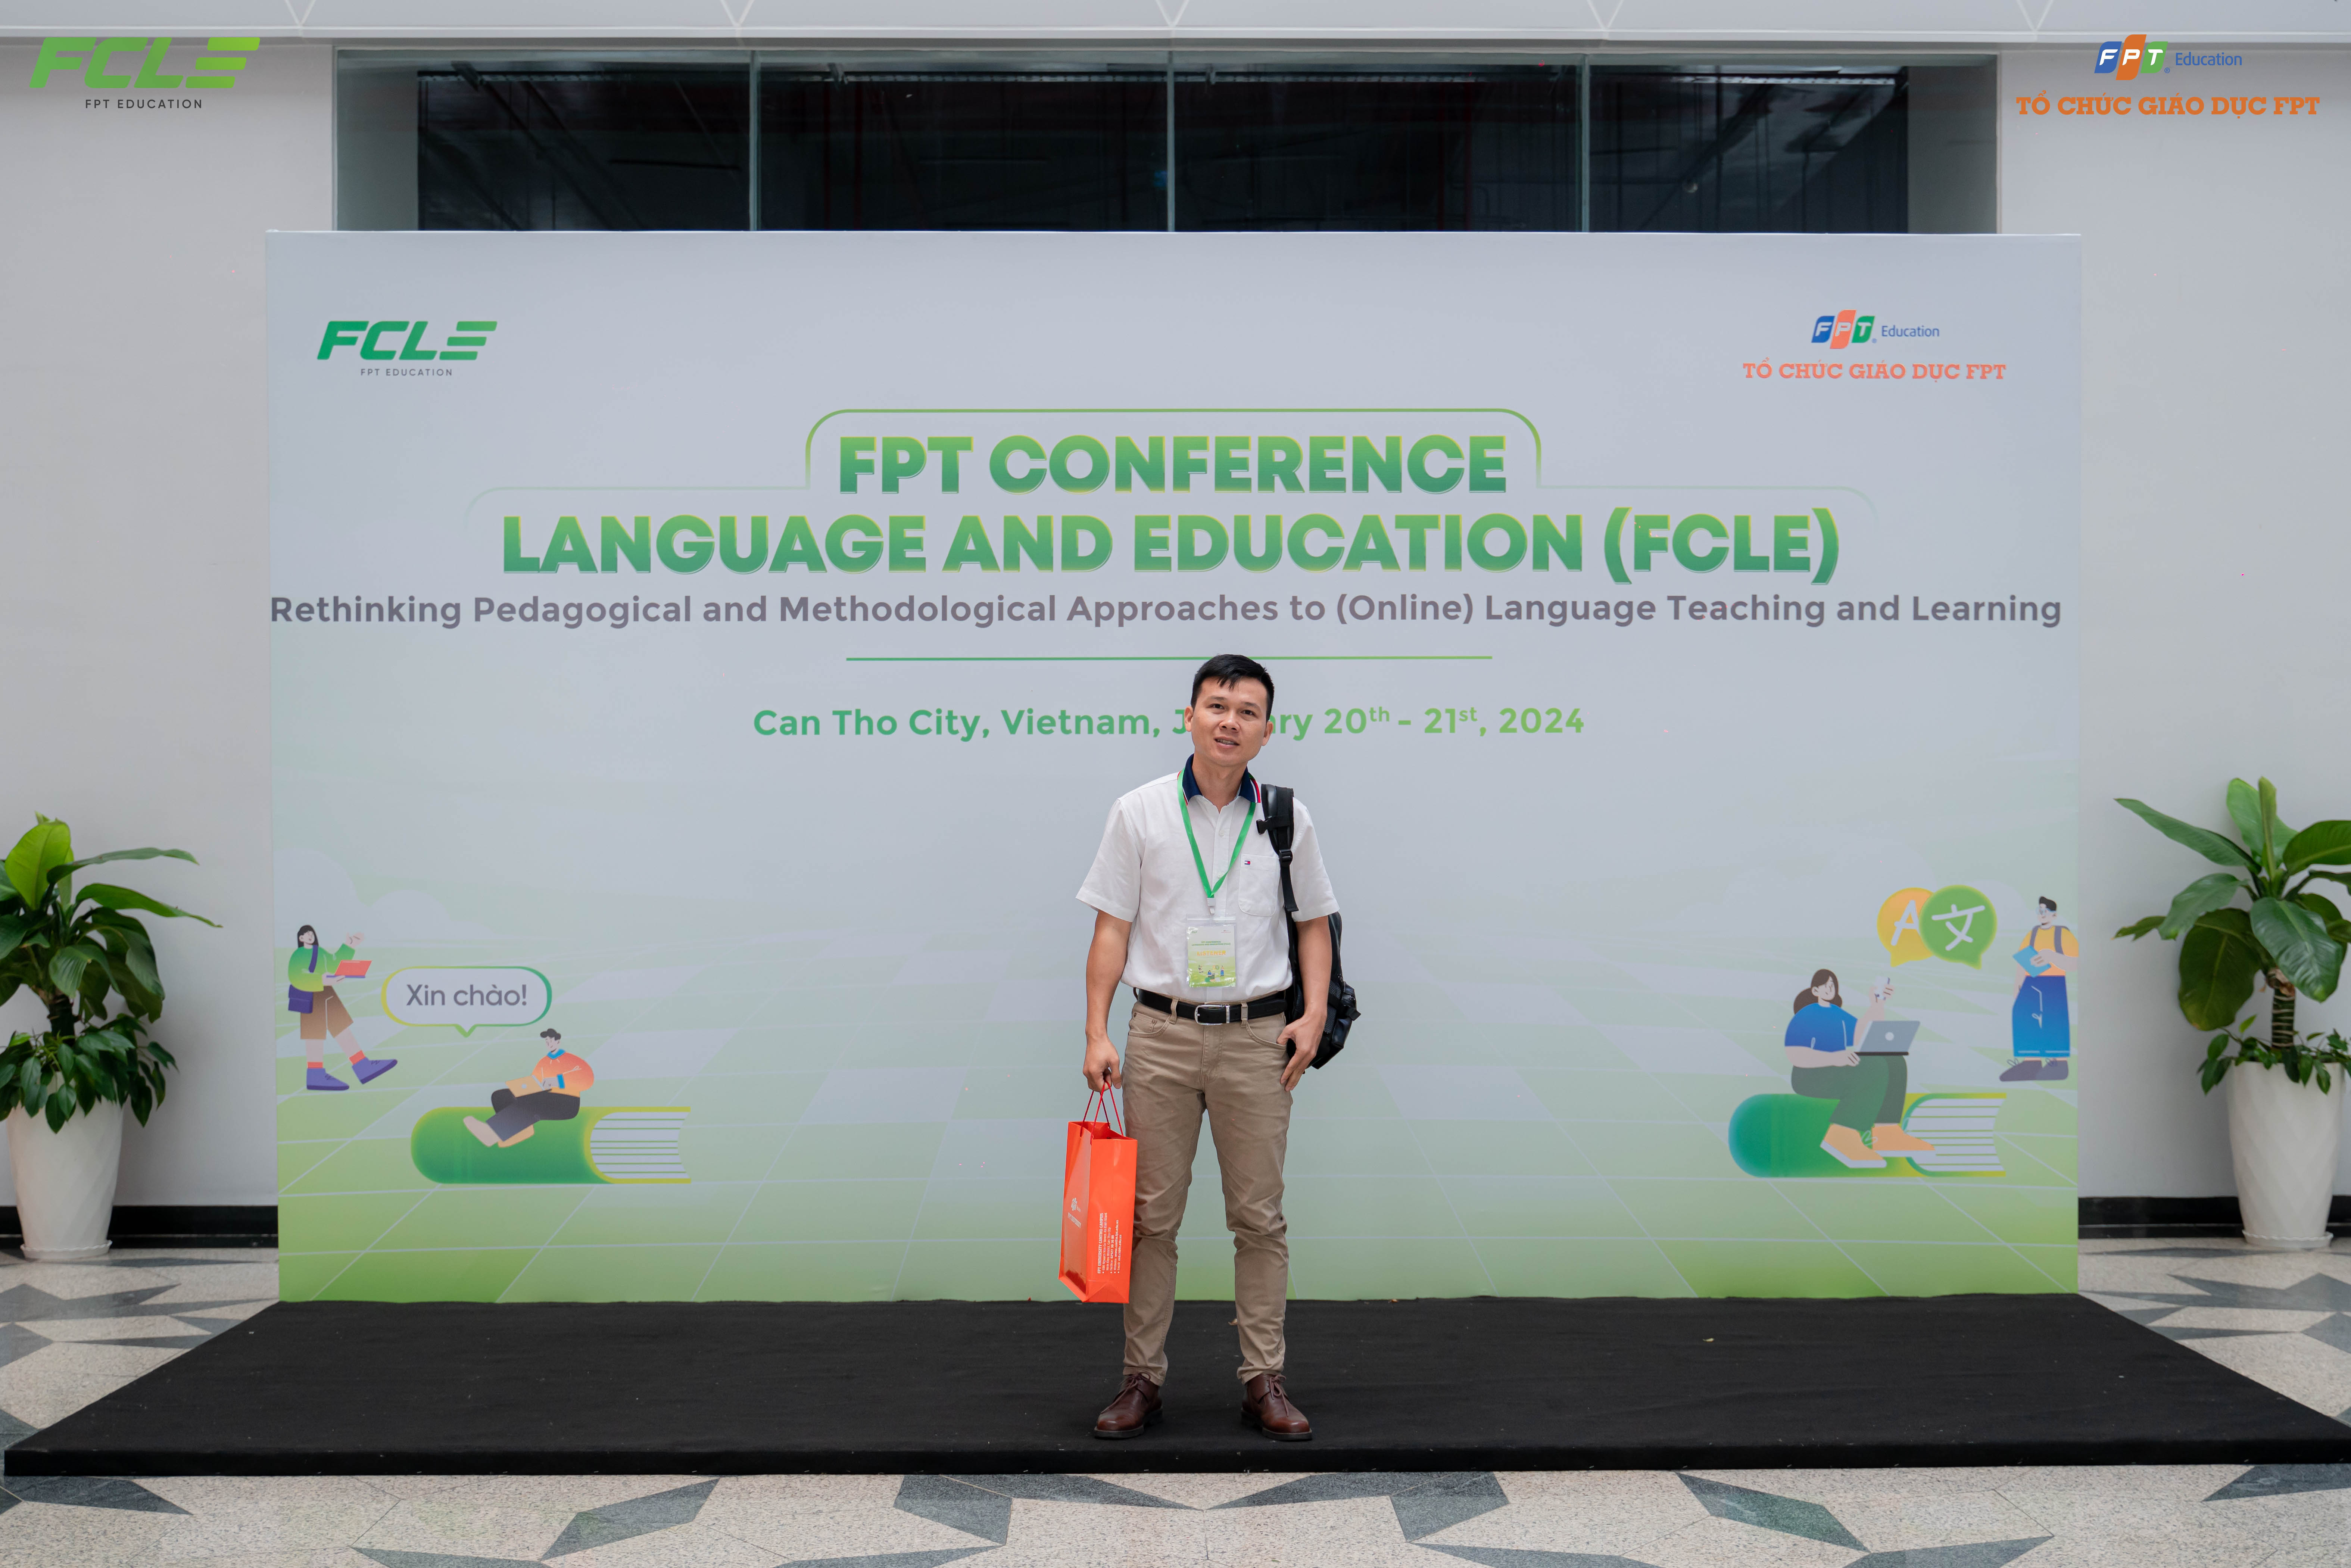 FCLE
FPT EDUCATION
FPT Education
TỔ CHỨC GIÁO DỤC FPT
FCLE
FPT EDUCATION
FPT Education
TỔ CHỨC GIÁO DỤC FPT
FPT CONFERENCE
LANGUAGE AND EDUCATION (FCLE)
Rethinking Pedagogical and Methodological Approaches to (Online) Language Teaching and Learning
Can Tho City, Vietnam, J ry 20th - 21st, 2024
A 文
Xin chào!